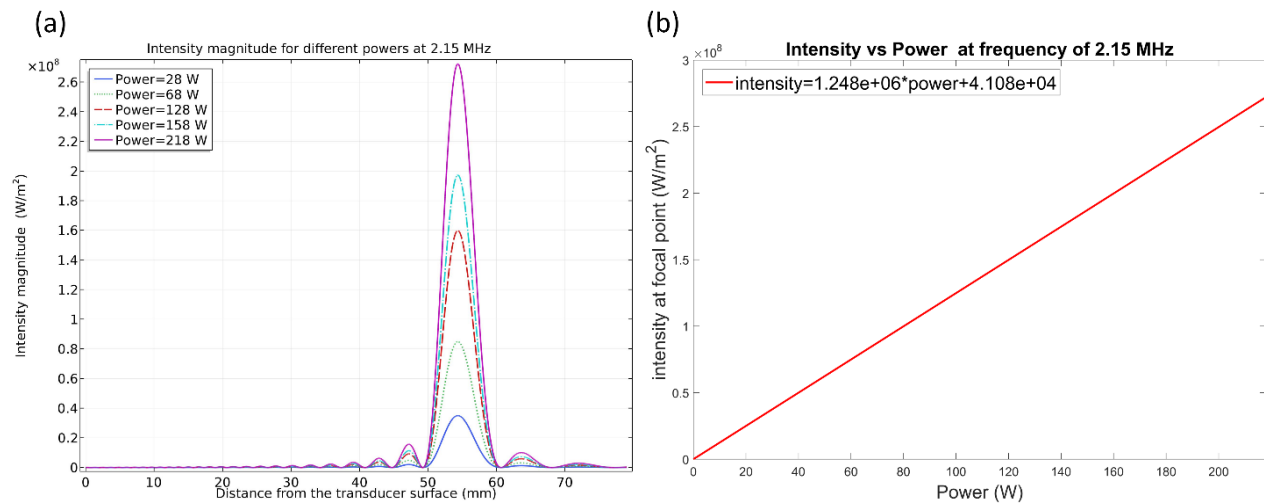 (a)
Intensity magnitude for different powers at 2.15 MHz
×10⁸
Power=28 W
Power=68 W
Power=128 W
Power=158 W
Power=218 W
2.6
2.4
2.2
2
1.8
1.6
1.4
1.2
1
0.8
0.6
0.4
0.2
0
Intensity magnitude (W/m²)
0 10 20 30 40 50 60 70
Distance from the transducer surface (mm)
(b)
Intensity vs Power at frequency of 2.15 MHz
×10⁸
intensity=1.248e+06*power+4.108e+04
3
2.5
2
1.5
1
0.5
0
intensity at focal point (W/m²)
0 20 40 60 80 100 120 140 160 180 200
Power (W)